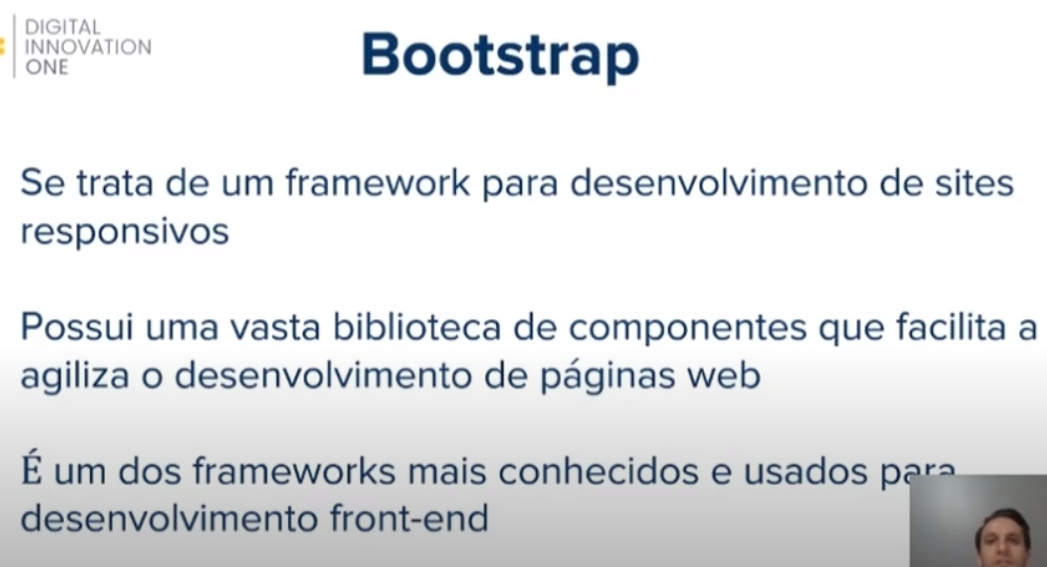 DIGITAL
INNOVATION
ONE
Bootstrap
Se trata de um framework para desenvolvimento de sites
responsivos
Possui uma vasta biblioteca de componentes que facilita a
agiliza o desenvolvimento de páginas web
É um dos frameworks mais conhecidos e usados para
desenvolvimento front-end